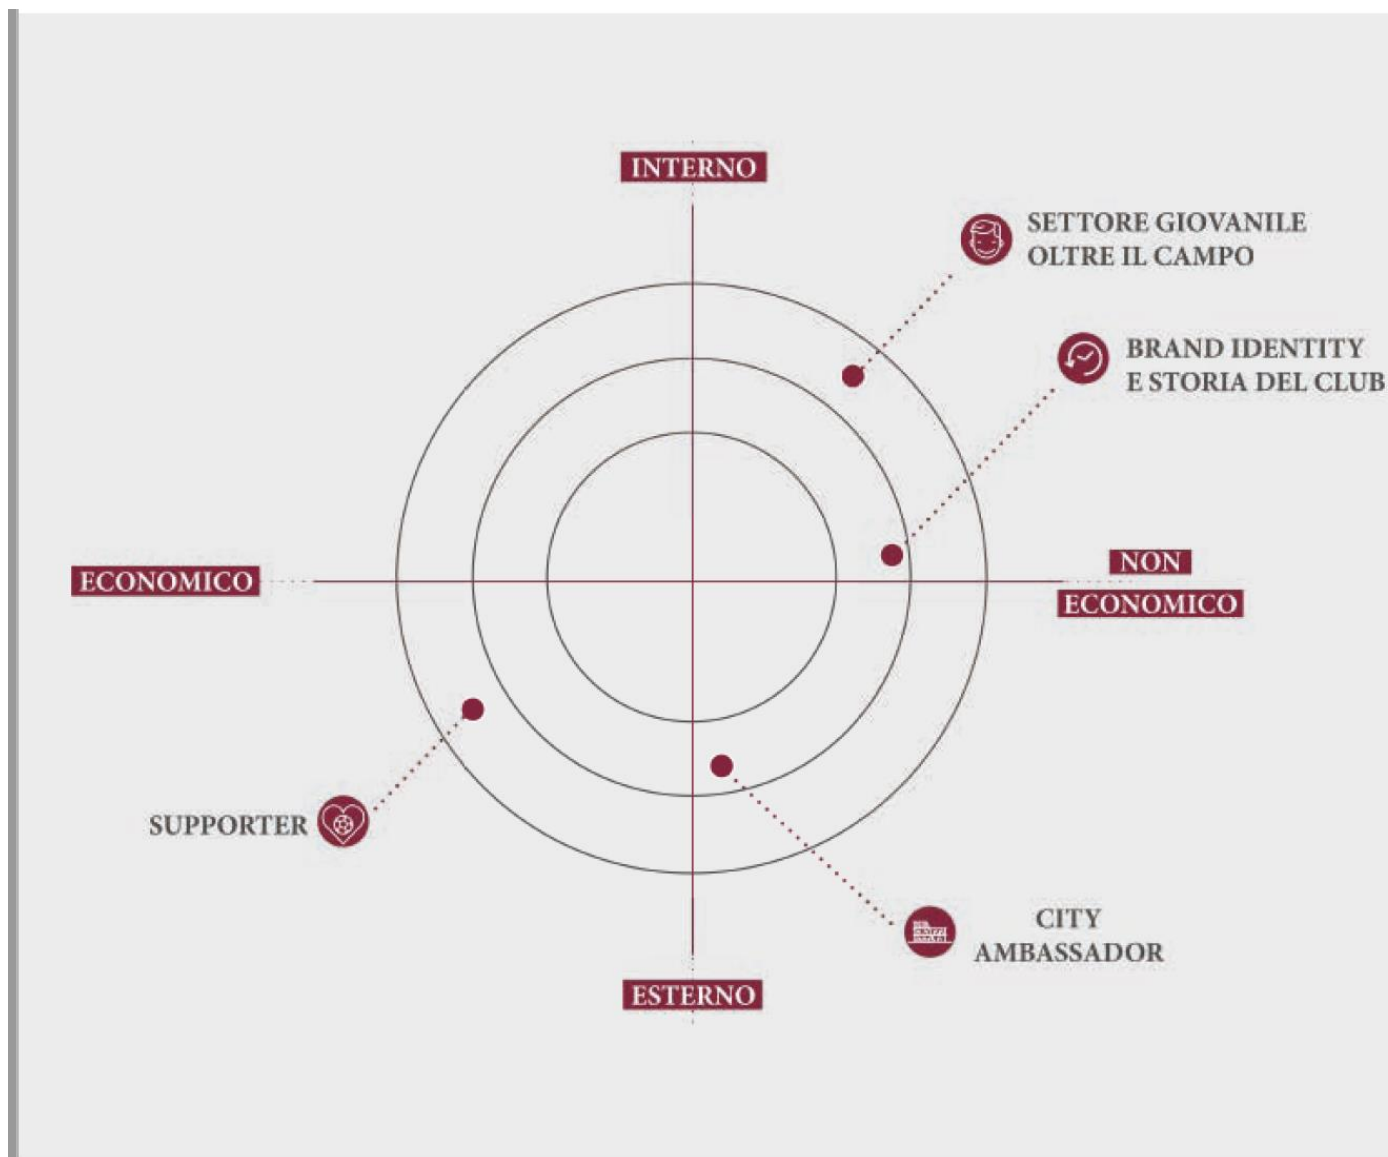 INTERNO
SETTORE GIOVANILE
OLTRE IL CAMPO
BRAND IDENTITY
E STORIA DEL CLUB
ECONOMICO
NON
ECONOMICO
SUPPORTER
CITY
AMBASSADOR
ESTERNO